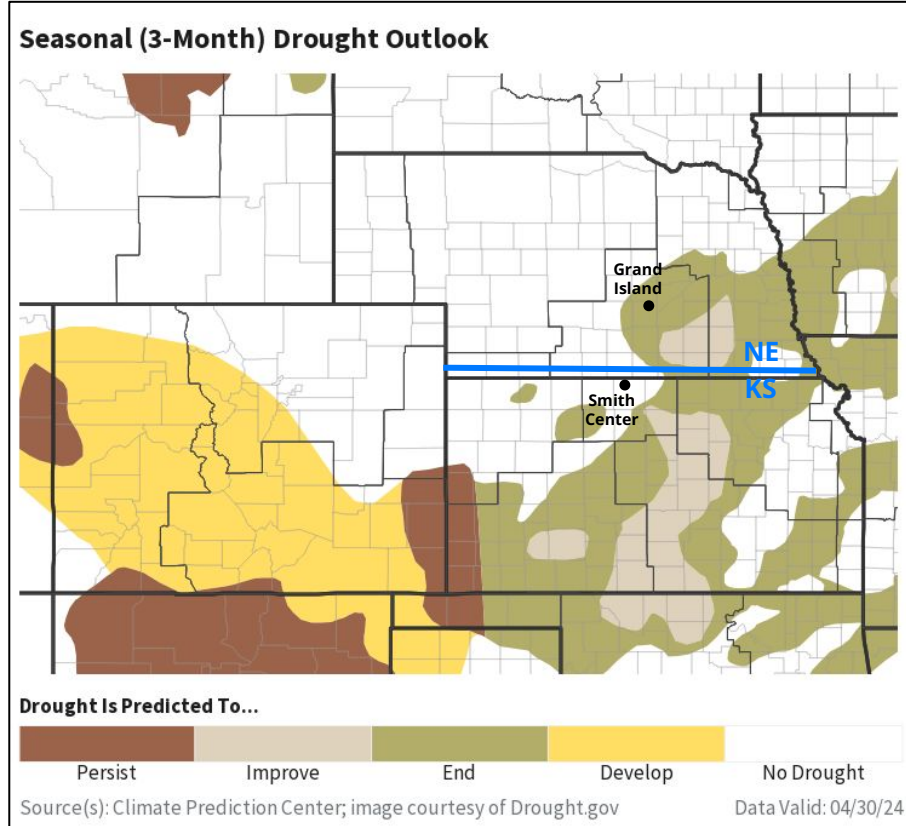 Seasonal (3-Month) Drought Outlook
Grand
Island
NE
KS
Smith
Center
Drought Is Predicted To...
Persist
Improve
End
Develop
No Drought
Source(s): Climate Prediction Center; image courtesy of Drought.gov
Data Valid: 04/30/24